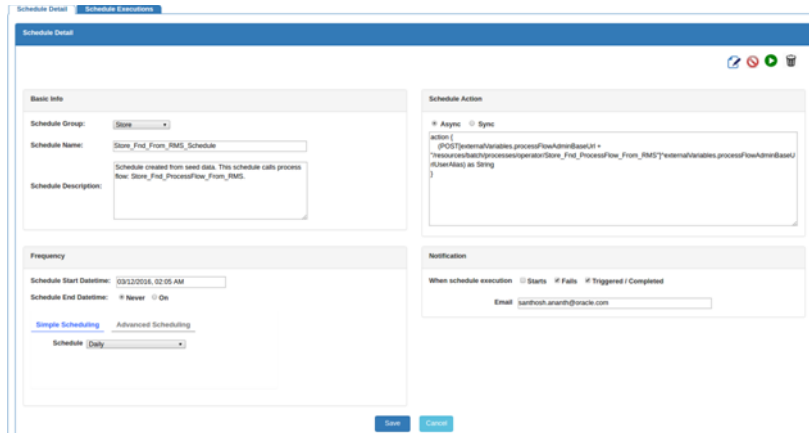 Schedule Detail
Schedule Executions
Schedule Detail
Basic Info
Schedule Group:
Store
Schedule Name:
Store_Fnd_From_RMS_Schedule
Schedule Description:
Schedule created from seed data. This schedule calls process
flow: Store_Fnd_ProcessFlow_From_RMS.
Schedule Action
Async
Sync
action {
(POST[externalVariables.processFlowAdminBaseUrl +
"/resources/batch/processes/operator/Store_Fnd_ProcessFlow_From_RMS"]^externalVariables.processFlowAdminBaseU
rlUserAlias) as String
}
Frequency
Schedule Start Datetime:
03/12/2016, 02:05 AM
Schedule End Datetime:
Never
On
Simple Scheduling
Advanced Scheduling
Schedule
Daily
Notification
When schedule execution
Starts
Fails
Triggered / Completed
Email
santhosh.ananth@oracle.com
Save
Cancel